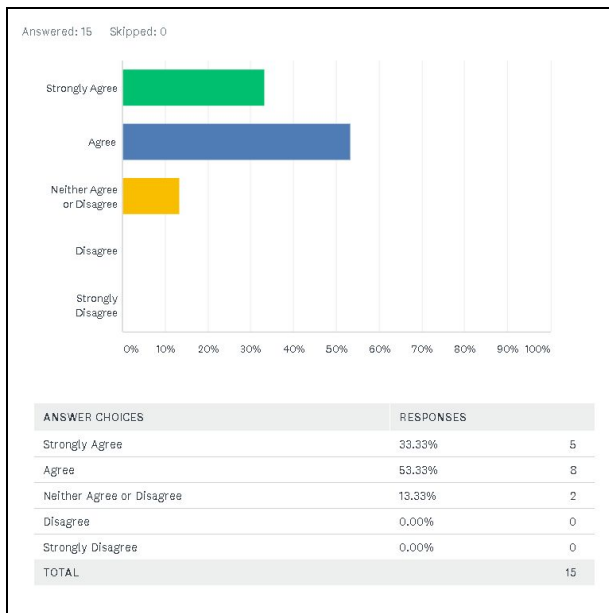 Answered: 15 Skipped: 0
Strongly Agree
Agree
Neither Agree
or Disagree
Disagree
Strongly
Disagree
0% 10% 20% 30% 40% 50% 60% 70% 80% 90% 100%
ANSWER CHOICES RESPONSES
Strongly Agree 33.33% 5
Agree 53.33% 8
Neither Agree or Disagree 13.33% 2
Disagree 0.00% 0
Strongly Disagree 0.00% 0
TOTAL 15